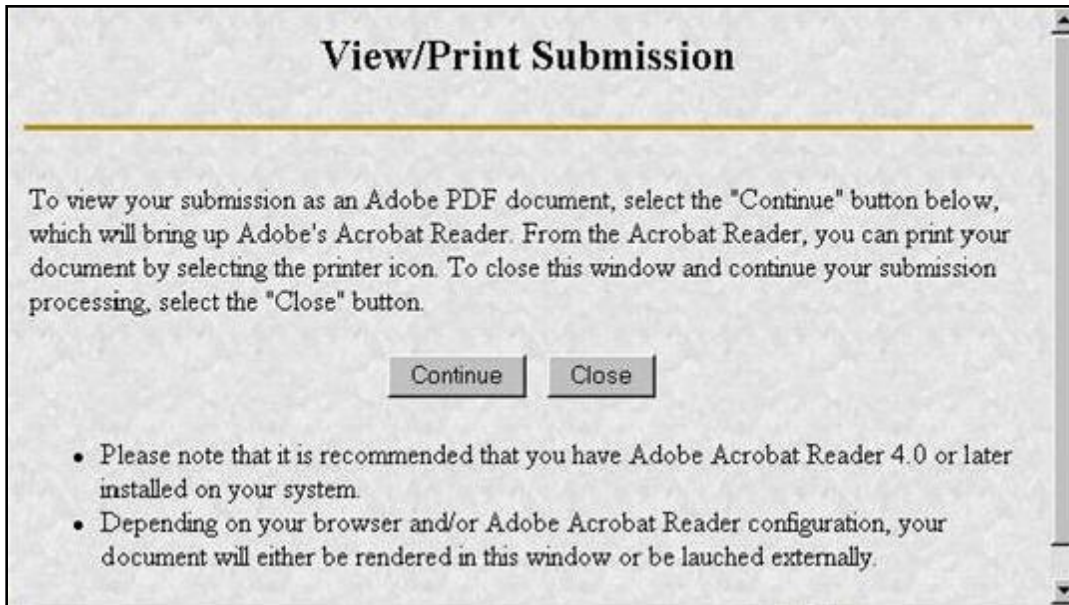 View/Print Submission
To view your submission as an Adobe PDF document, select the "Continue" button below,
which will bring up Adobe's Acrobat Reader. From the Acrobat Reader, you can print your
document by selecting the printer icon. To close this window and continue your submission
processing, select the "Close" button.
Continue Close
• Please note that it is recommended that you have Adobe Acrobat Reader 4.0 or later
installed on your system.
• Depending on your browser and/or Adobe Acrobat Reader configuration, your
document will either be rendered in this window or be lauched externally.